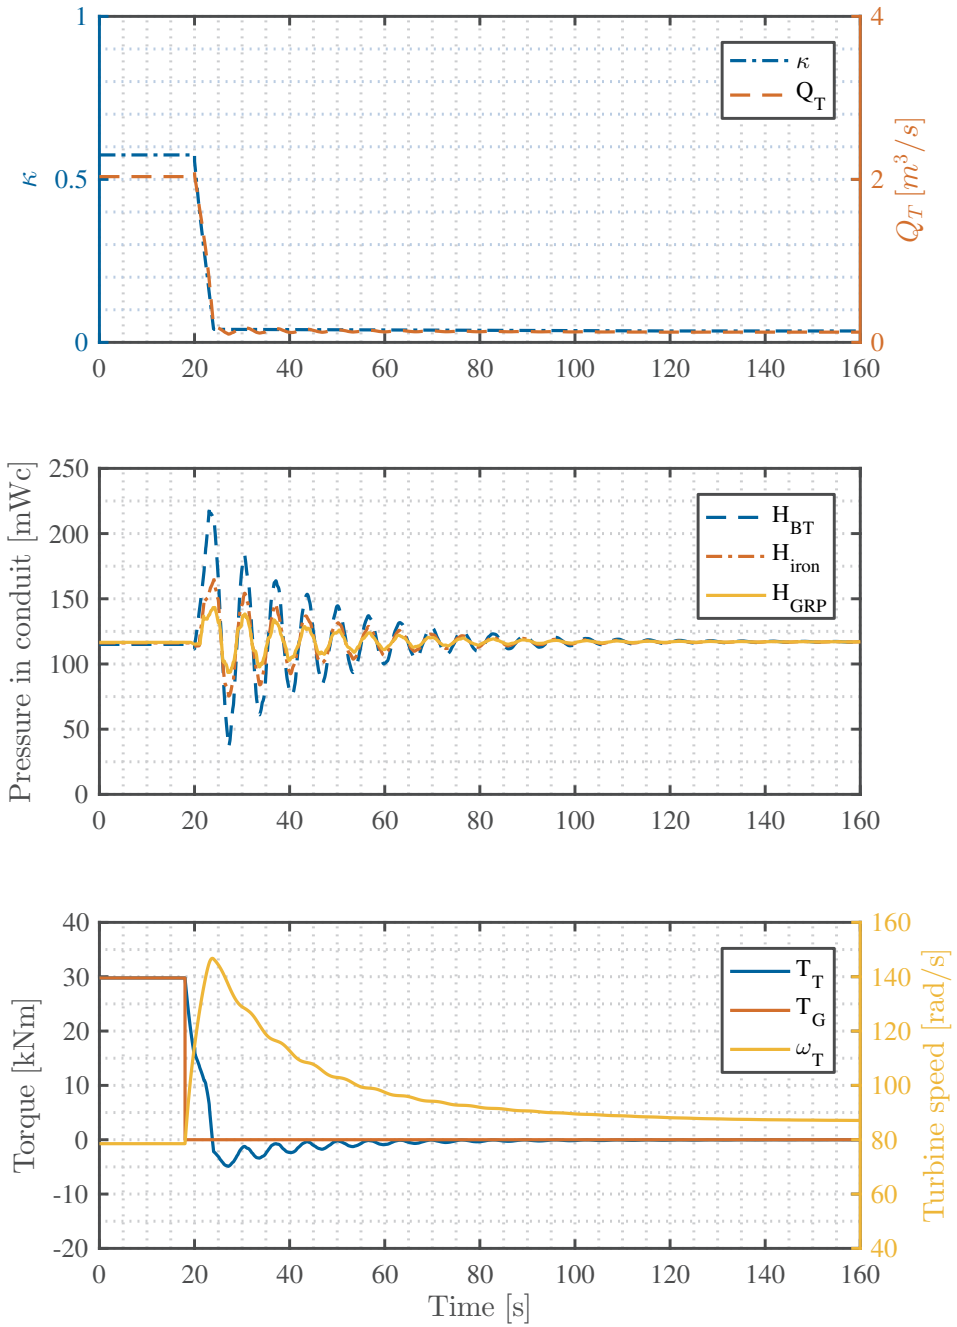 1
0.5
0
κ
4
2
0
Q_T [m^3/s]
κ
Q_T
0 20 40 60 80 100 120 140 160
250
200
150
100
50
0
Pressure in conduit [mWc]
H_BT
H_iron
H_GRP
0 20 40 60 80 100 120 140 160
40
30
20
10
0
-10
-20
Torque [kNm]
160
140
120
100
80
60
40
Turbine speed [rad/s]
T_T
T_G
ω_T
0 20 40 60 80 100 120 140 160
Time [s]